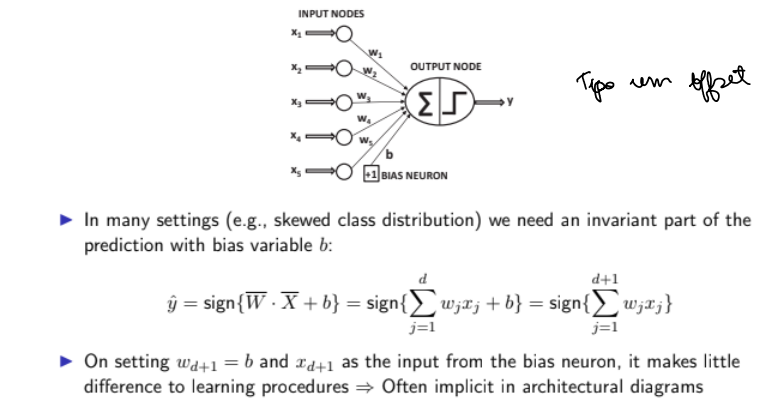 INPUT NODES
x₁
w₁
x₂
w₂
OUTPUT NODE
Tipo um offset
x₃
w₃
Σ
y
w₄
x₄
w₅
b
x₅
+1 BIAS NEURON
▶ In many settings (e.g., skewed class distribution) we need an invariant part of the
prediction with bias variable b:
ŷ = sign{W̅ · X̅ + b} = sign{∑_{j=1}^{d} w_j x_j + b} = sign{∑_{j=1}^{d+1} w_j x_j}
▶ On setting w_{d+1} = b and x_{d+1} as the input from the bias neuron, it makes little
difference to learning procedures ⇒ Often implicit in architectural diagrams